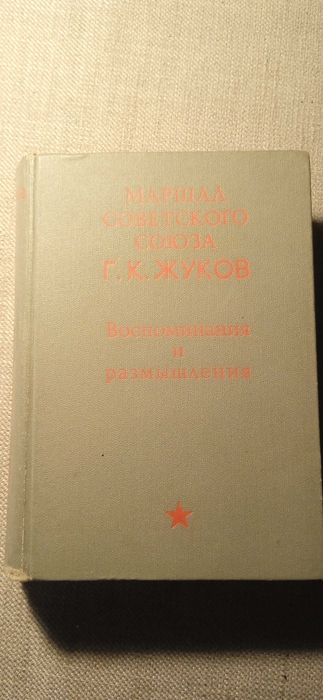 МАРШАЛ
СОВЕТСКОГО
СОЮЗА
Г. К. ЖУКОВ
Воспоминания
и
размышления